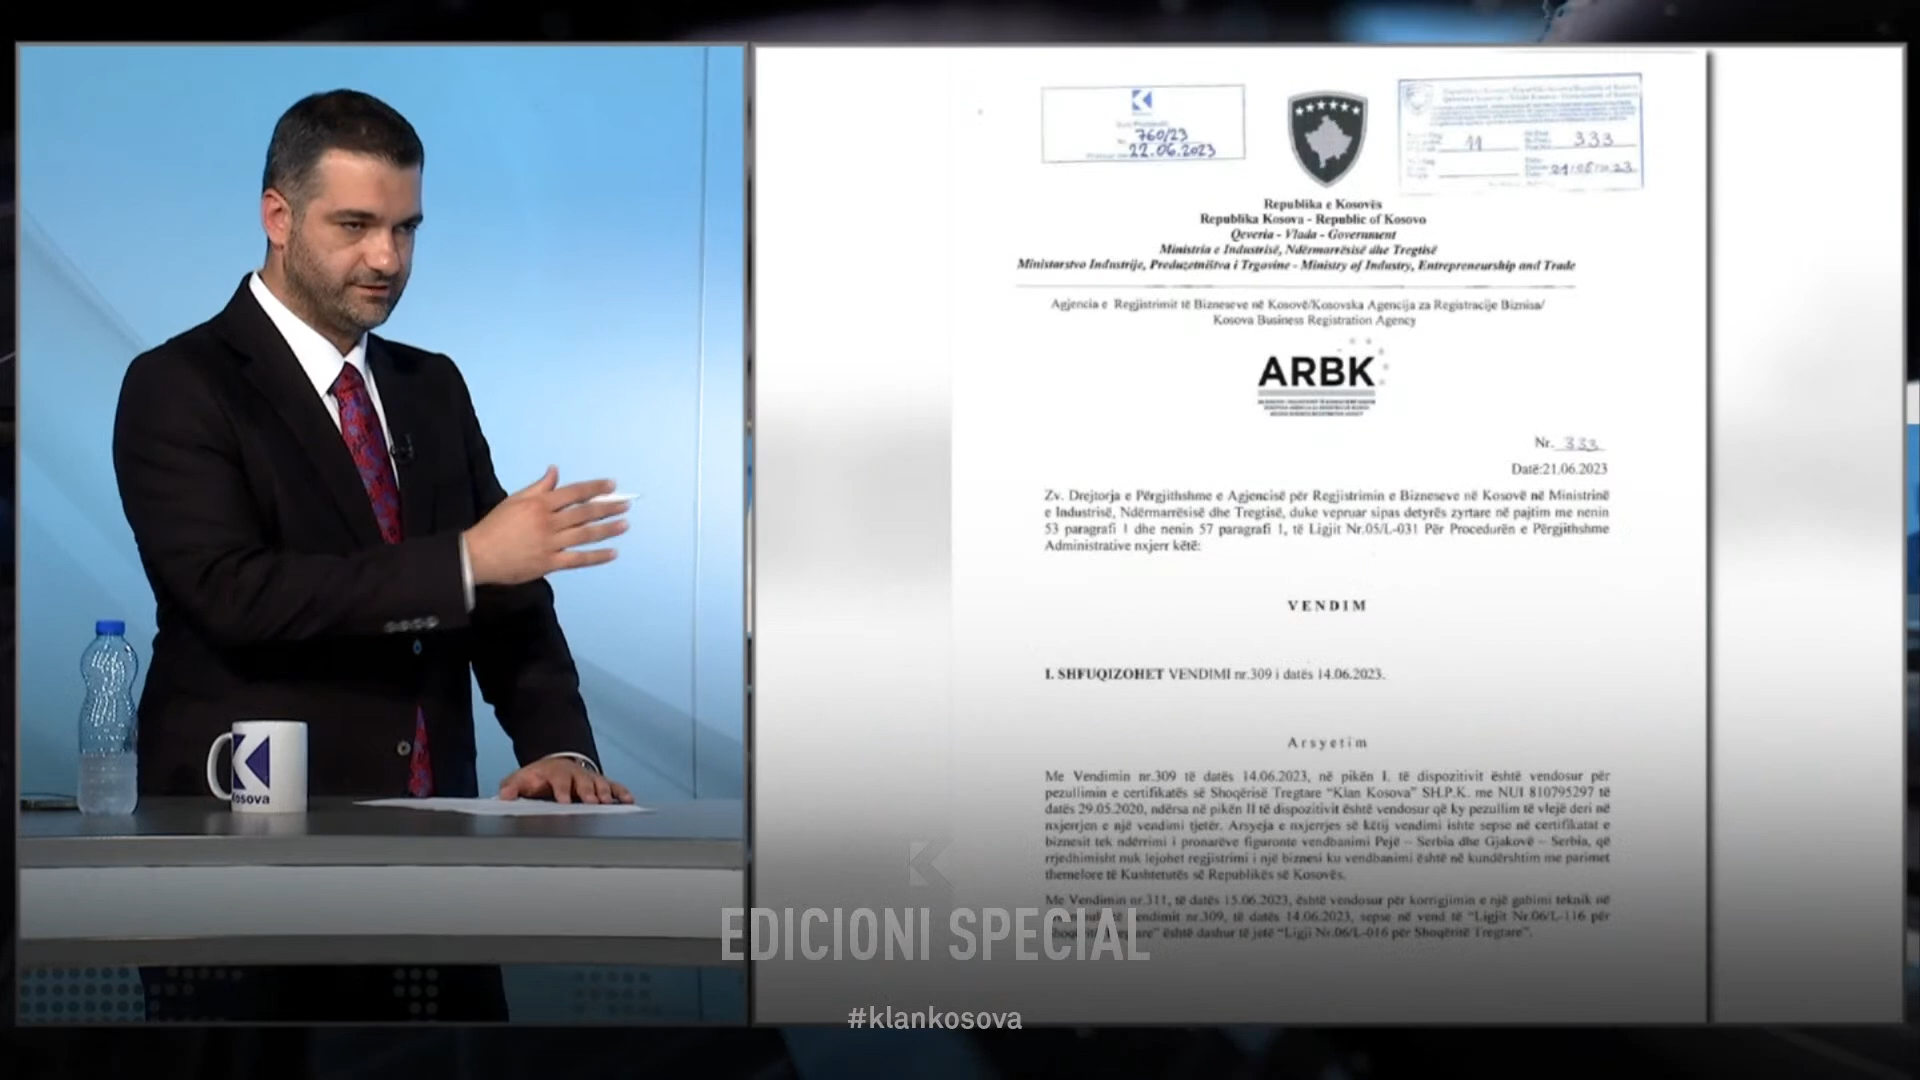 760/23
22.06.2023
11
333
21/06/2023
Republika e Kosovës
Republika Kosova - Republic of Kosovo
Qeveria - Vlada - Government
Ministria e Industrisë, Ndërmarrësisë dhe Tregtisë
Ministarstvo Industrije, Preduzetništva i Trgovine - Ministry of Industry, Entrepreneurship and Trade
Agjencia e Regjistrimit të Bizneseve në Kosovë/Kosovska Agencija za Registracije Biznisa/
Kosova Business Registration Agency
ARBK
Nr. 333
Datë:21.06.2023
Zv. Drejtorja e Përgjithshme e Agjencisë për Regjistrimin e Bizneseve në Kosovë në Ministrinë
e Industrisë, Ndërmarrësisë dhe Tregtisë, duke vepruar sipas detyrës zyrtare në pajtim me nenin
53 paragrafi 1 dhe nenin 57 paragrafi 1, të Ligjit Nr.05/L-031 Për Procedurën e Përgjithshme
Administrative nxjerr këtë:
VENDIM
I. SHFUQIZOHET VENDIMI nr.309 i datës 14.06.2023.
Arsyetim
Me Vendimin nr.309 të datës 14.06.2023, në pikën I. të dispozitivit është vendosur për
pezullimin e certifikatës së Shoqërisë Tregtare “Klan Kosova” SH.P.K. me NUI 810795297 të
datës 29.05.2020, ndërsa në pikën II të dispozitivit është vendosur që ky pezullim të vlejë deri në
nxjerrjen e një vendimi tjetër. Arsyeja e nxjerrjes së këtij vendimi ishte sepse në certifikatat e
biznesit tek ndërrimi i pronarëve figuronte vendbanimi Pejë – Serbia dhe Gjakovë – Serbia, që
rrjedhimisht nuk lejohet regjistrimi i një biznesi ku vendbanimi është në kundërshtim me parimet
themelore të Kushtetutës së Republikës së Kosovës.
Me Vendimin nr.311, të datës 15.06.2023, është vendosur për korrigjimin e një gabimi teknik në
vendimit nr.309, të datës 14.06.2023, sepse në vend të “Ligjit Nr.06/L-116 për
është dashur të jetë “Ligji Nr.06/L-016 për Shoqëritë Tregtare”.
Kosova
EDICIONI SPECIAL
#klankosova